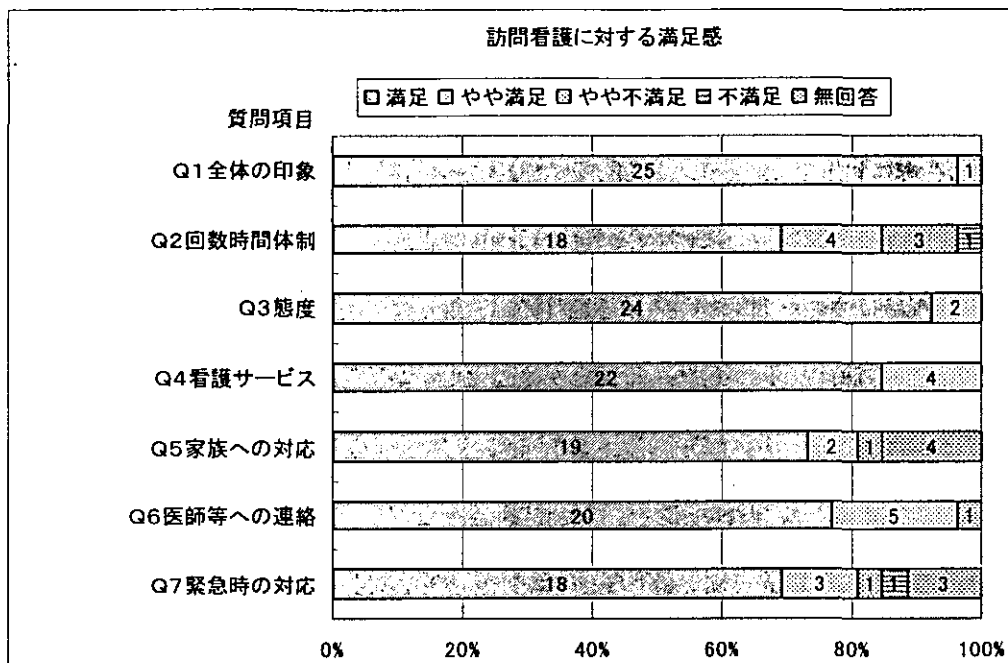 訪問看護に対する満足感
満足 やや満足 やや不満足 不満足 無回答
質問項目
Q1全体の印象 25 1
Q2回数時間体制 18 4 3 1
Q3態度 24 2
Q4看護サービス 22 4
Q5家族への対応 19 2 1 4
Q6医師等への連絡 20 5 1
Q7緊急時の対応 18 3 1 1 3
0% 20% 40% 60% 80% 100%